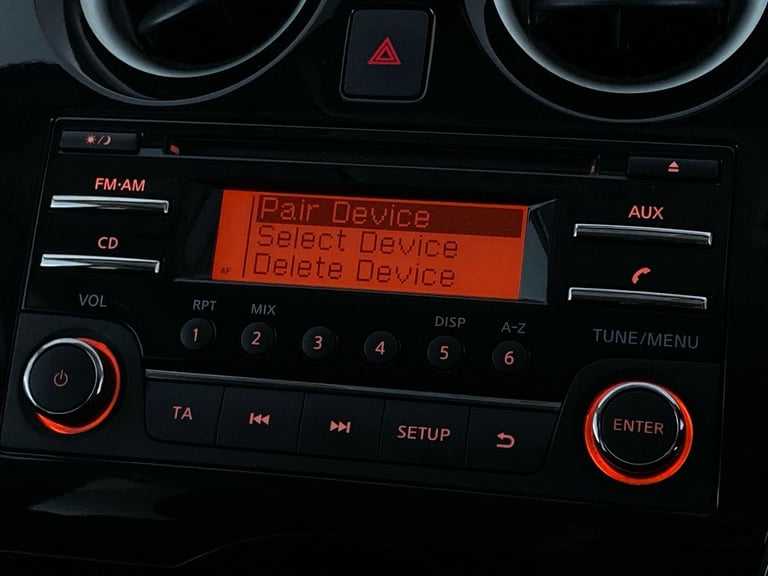 FM·AM
CD
Pair Device
Select Device
Delete Device
AF
AUX
VOL
RPT
MIX
DISP
A-Z
1
2
3
4
5
6
TUNE/MENU
TA
SETUP
ENTER